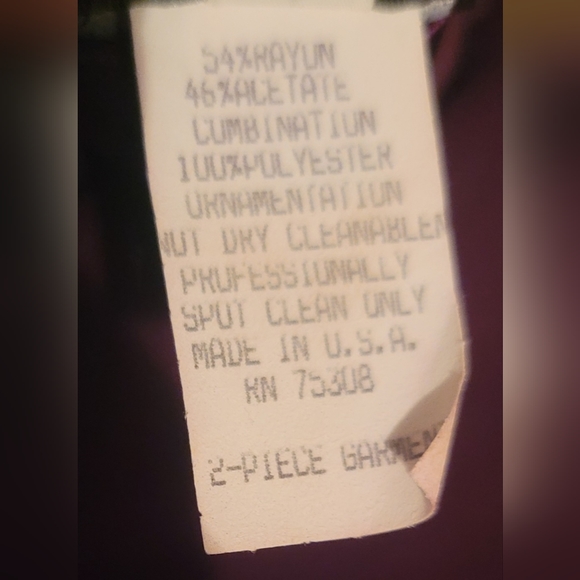 54%RAYON
46%ACETATE
COMBINATION
100%POLYESTER
ORNAMENTATION
NOT DRY CLEANABLE
PROFESSIONALLY
SPOT CLEAN ONLY
MADE IN U.S.A.
RN 75308
2-PIECE GARMEN